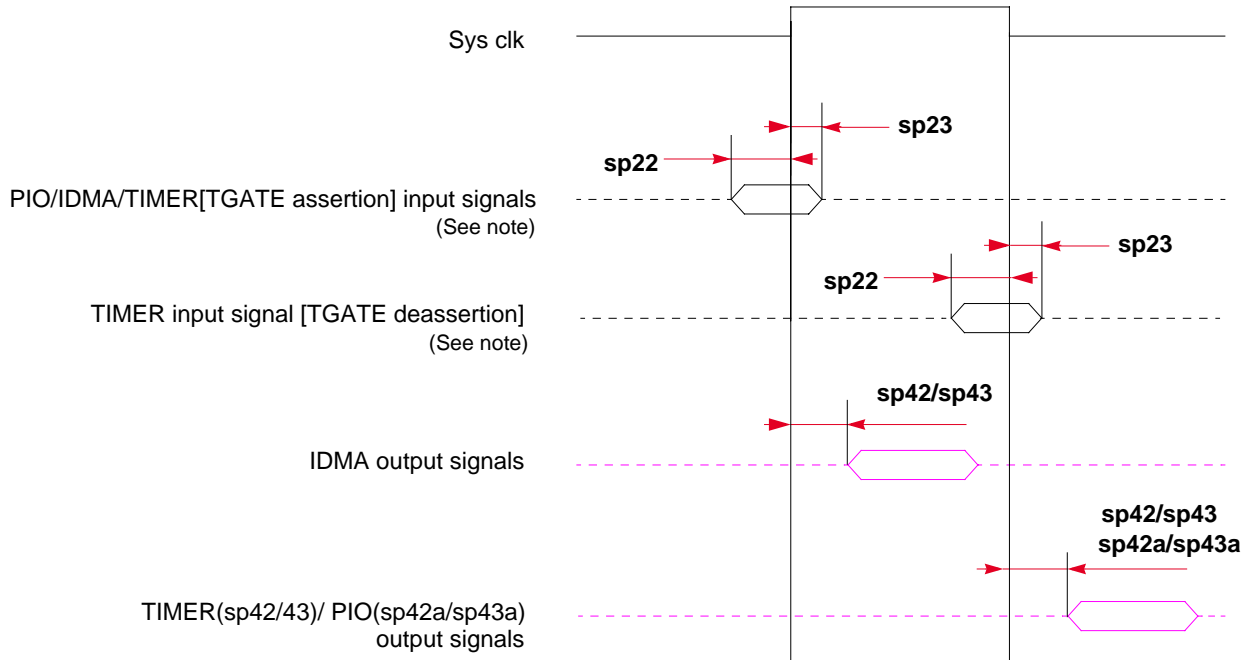 Sys clk
sp23
sp22
PIO/IDMA/TIMER[TGATE assertion] input signals
(See note)
sp23
sp22
TIMER input signal [TGATE deassertion]
(See note)
sp42/sp43
IDMA output signals
sp42/sp43
sp42a/sp43a
TIMER(sp42/43)/ PIO(sp42a/sp43a)
output signals